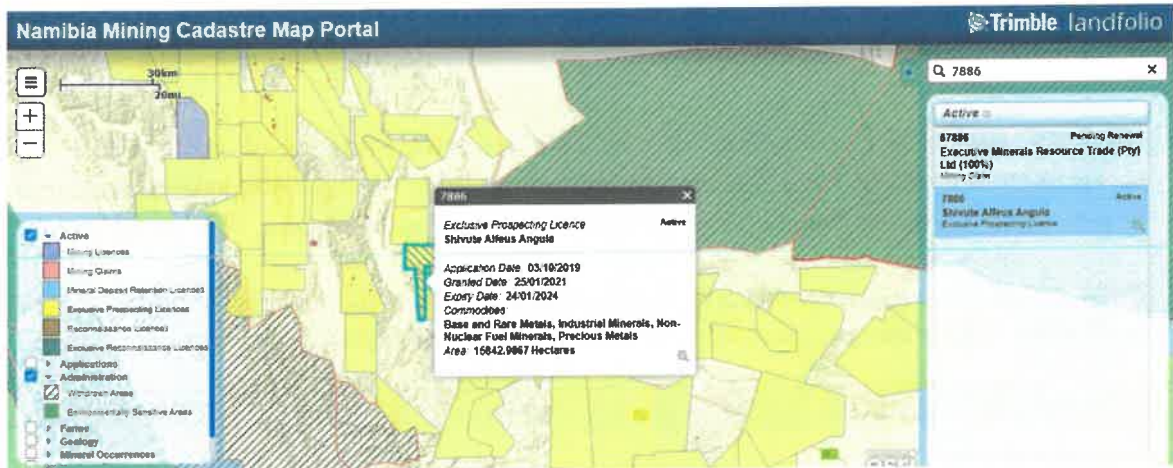 Namibia Mining Cadastre Map Portal
Trimble landfolio
30km
20mi
7886
Active
67886 Pending Renewal
Executive Minerals Resource Trade (Pty)
Ltd (100%)
Mining Claim
7886 Active
Shivute Alfeus Angula
Exclusive Prospecting Licence
7886
Exclusive Prospecting Licence Active
Shivute Alfeus Angula
Application Date: 03/10/2019
Granted Date: 25/01/2021
Expiry Date: 24/01/2024
Commodities:
Base and Rare Metals, Industrial Minerals, Non-
Nuclear Fuel Minerals, Precious Metals
Area: 15842.9867 Hectares
Active
Mining Licences
Mining Claims
Mineral Deposit Retention Licences
Exclusive Prospecting Licences
Reconnaissance Licences
Exclusive Reconnaissance Licences
Applications
Administration
Withdrawn Areas
Environmentally Sensitive Areas
Farms
Geology
Mineral Occurrences